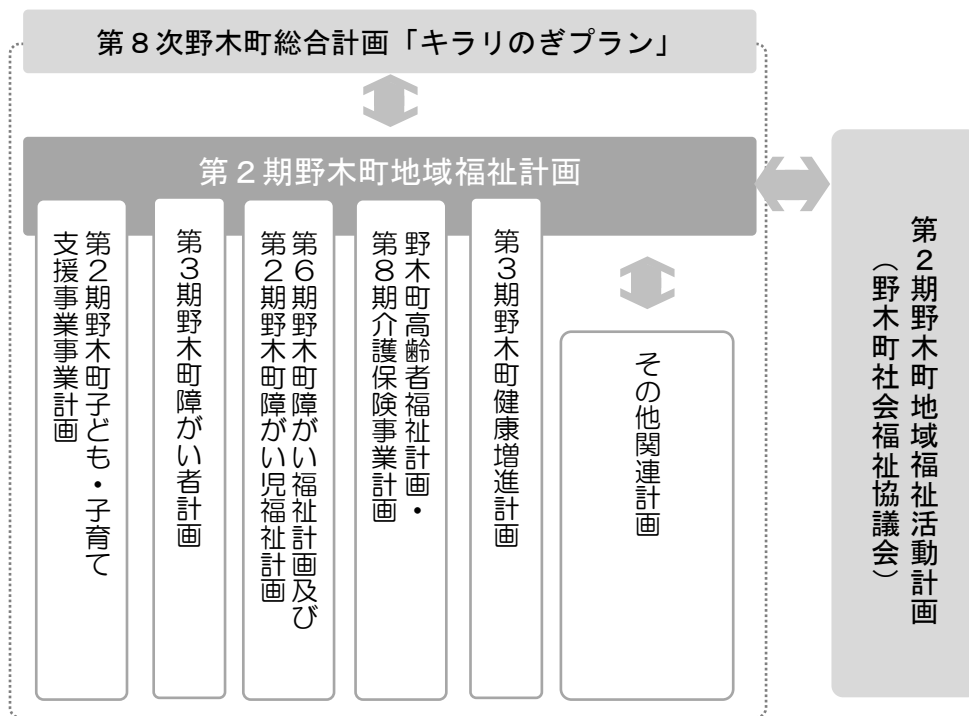 第８次野木町総合計画「キラリのぎプラン」
第２期野木町地域福祉計画
第２期野木町子ども・子育て
支援事業事業計画
第３期野木町障がい者計画
第６期野木町障がい福祉計画及び
第２期野木町障がい児福祉計画
野木町高齢者福祉計画・
第８期介護保険事業計画
第３期野木町健康増進計画
その他関連計画
第２期野木町地域福祉活動計画
（野木町社会福祉協議会）